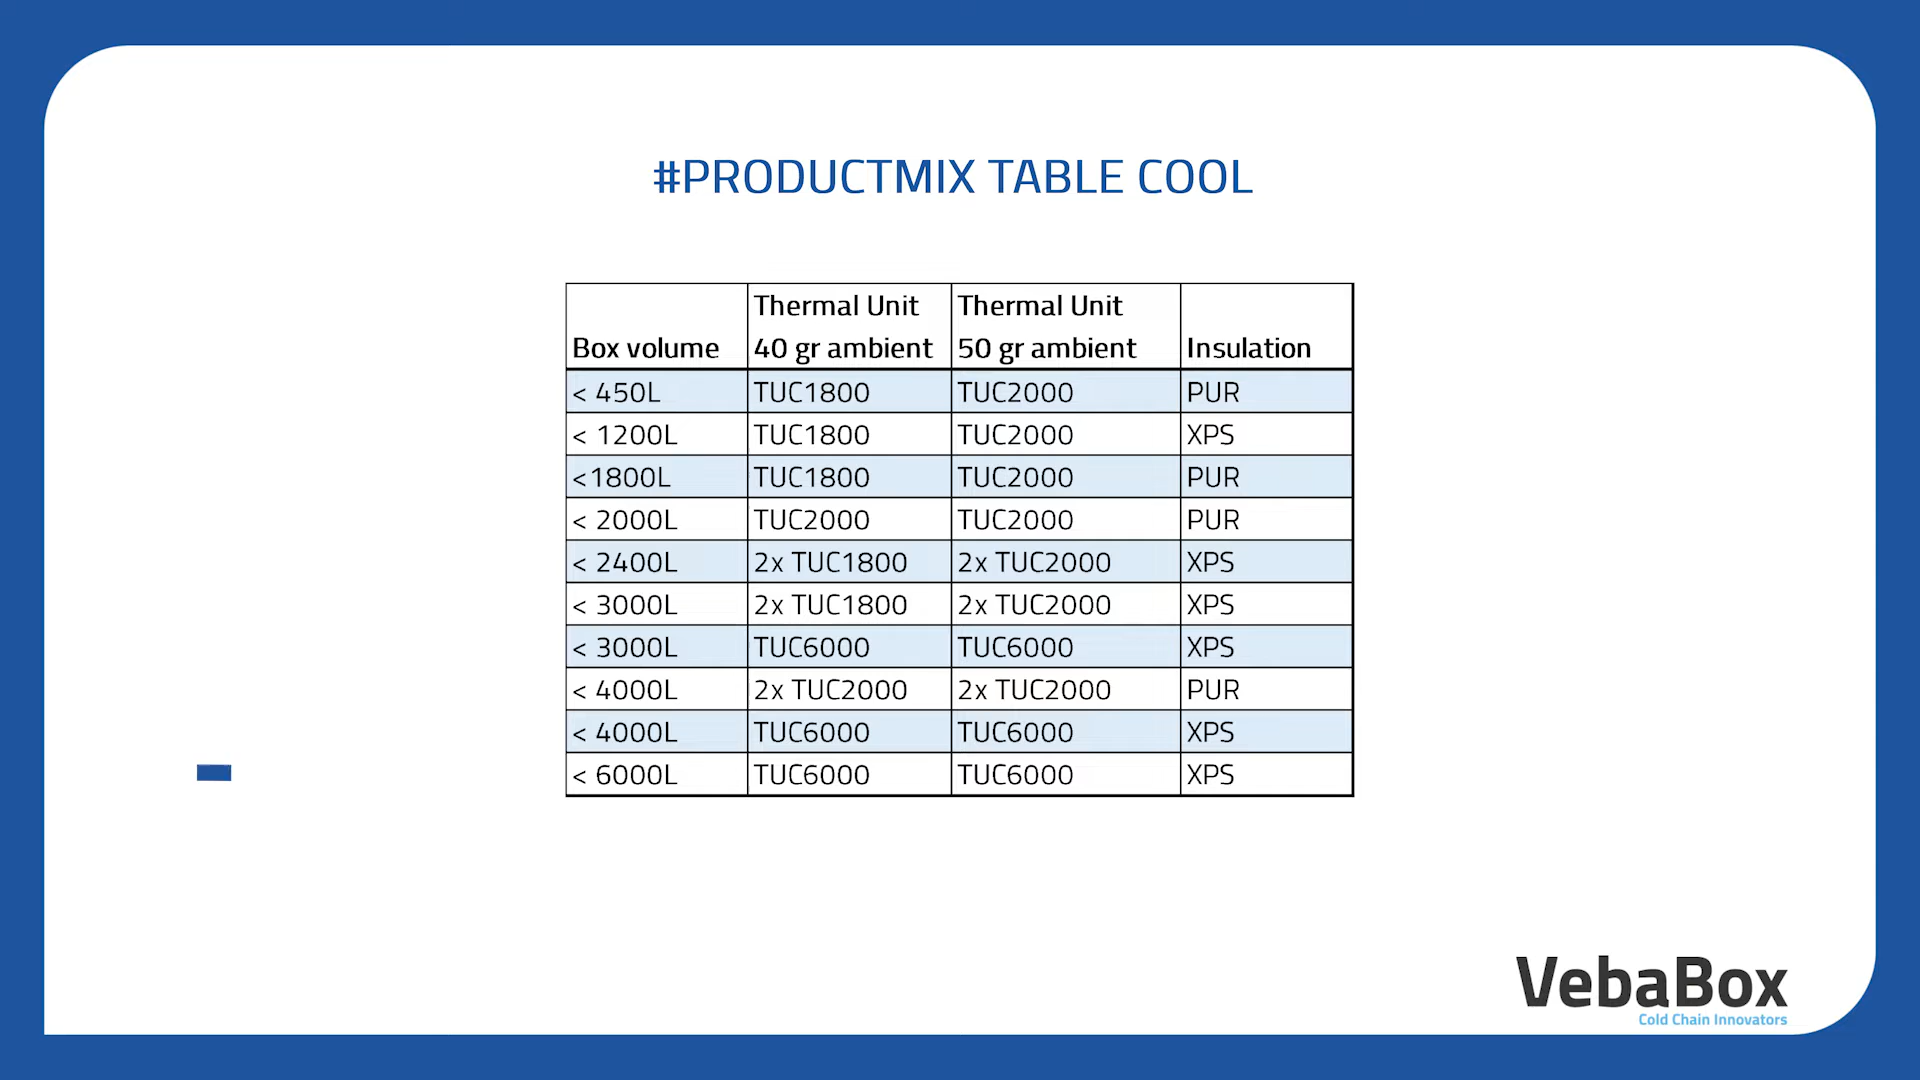 #PRODUCTMIX TABLE COOL
Box volume Thermal Unit 40 gr ambient Thermal Unit 50 gr ambient Insulation
< 450L TUC1800 TUC2000 PUR
< 1200L TUC1800 TUC2000 XPS
<1800L TUC1800 TUC2000 PUR
< 2000L TUC2000 TUC2000 PUR
< 2400L 2x TUC1800 2x TUC2000 XPS
< 3000L 2x TUC1800 2x TUC2000 XPS
< 3000L TUC6000 TUC6000 XPS
< 4000L 2x TUC2000 2x TUC2000 PUR
< 4000L TUC6000 TUC6000 XPS
< 6000L TUC6000 TUC6000 XPS
VebaBox
Cold Chain Innovators